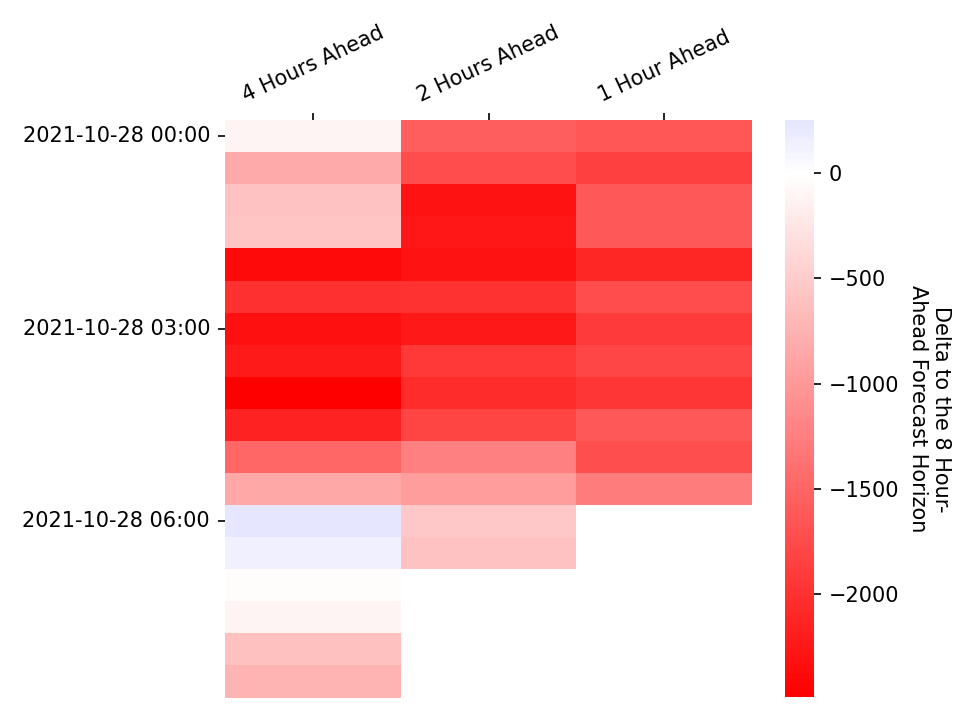 4 Hours Ahead
2 Hours Ahead
1 Hour Ahead
2021-10-28 00:00
2021-10-28 03:00
2021-10-28 06:00
0
−500
−1000
−1500
−2000
Delta to the 8 Hour-
Ahead Forecast Horizon